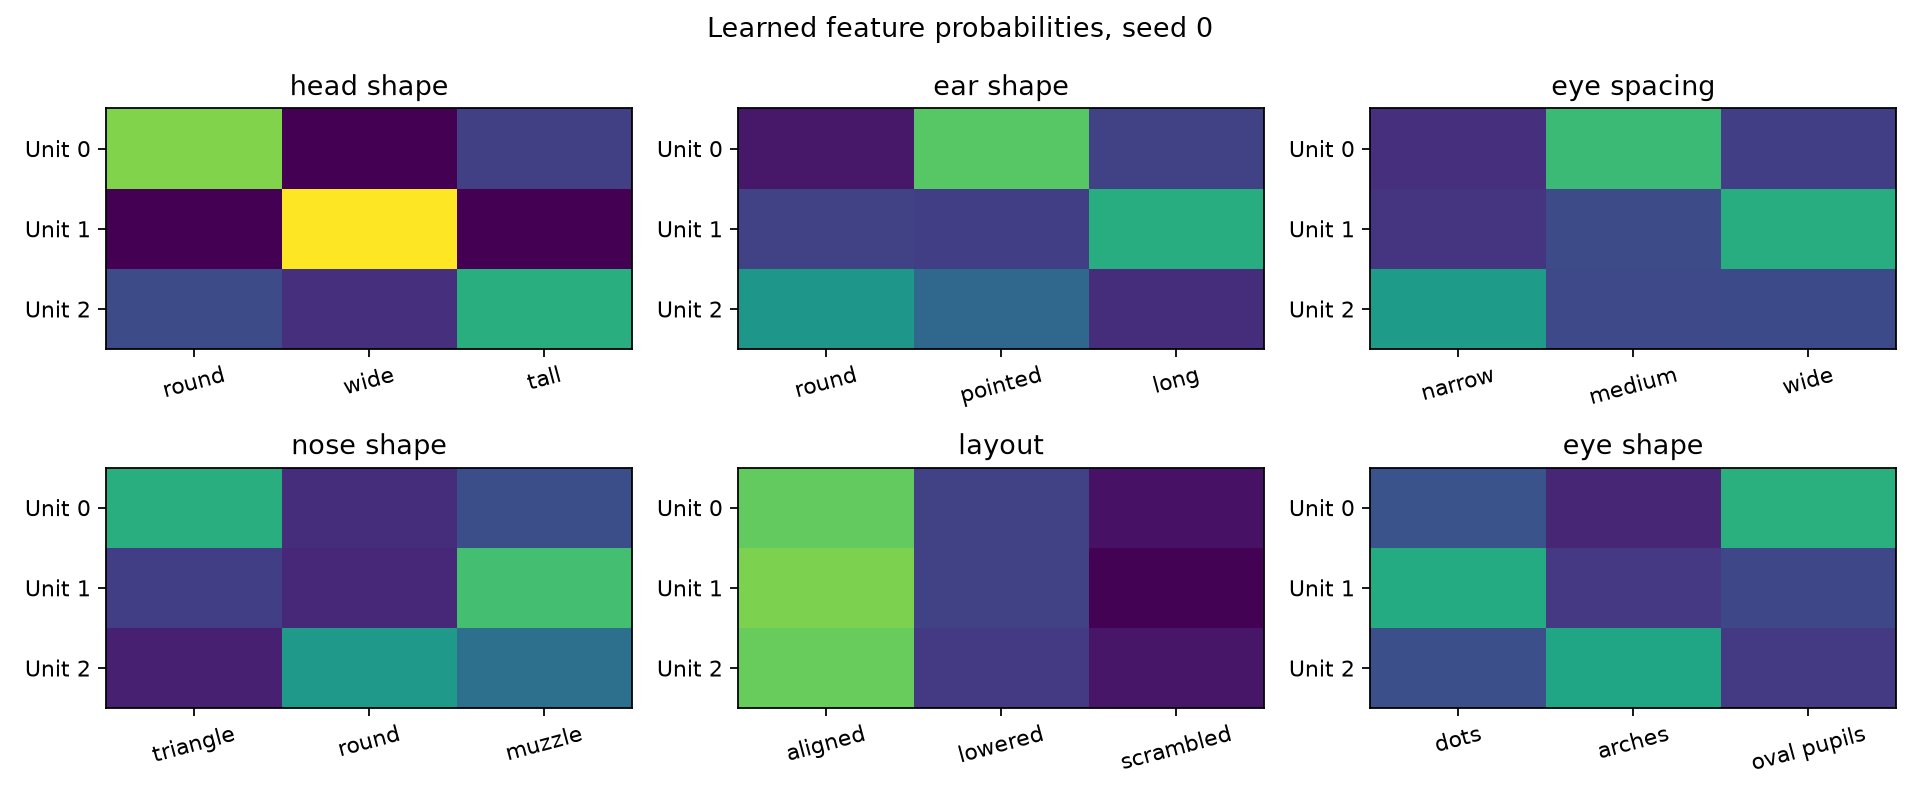 Learned feature probabilities, seed 0
head shape
Unit 0
Unit 1
Unit 2
round wide tall
ear shape
Unit 0
Unit 1
Unit 2
round pointed long
eye spacing
Unit 0
Unit 1
Unit 2
narrow medium wide
nose shape
Unit 0
Unit 1
Unit 2
triangle round muzzle
layout
Unit 0
Unit 1
Unit 2
aligned lowered scrambled
eye shape
Unit 0
Unit 1
Unit 2
dots arches oval pupils